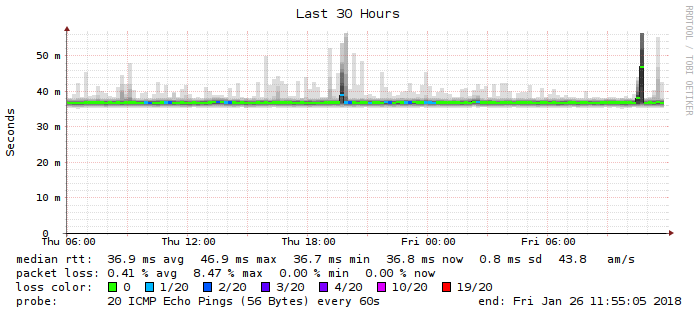 Last 30 Hours
RRDTOOL / TOBI OETIKER
Seconds
50 m
40 m
30 m
20 m
10 m
0
Thu 06:00 Thu 12:00 Thu 18:00 Fri 00:00 Fri 06:00
median rtt: 36.9 ms avg 46.9 ms max 36.7 ms min 36.8 ms now 0.8 ms sd 43.8 am/s
packet loss: 0.41 % avg 8.47 % max 0.00 % min 0.00 % now
loss color: 0 1/20 2/20 3/20 4/20 10/20 19/20
probe: 20 ICMP Echo Pings (56 Bytes) every 60s end: Fri Jan 26 11:55:05 2018